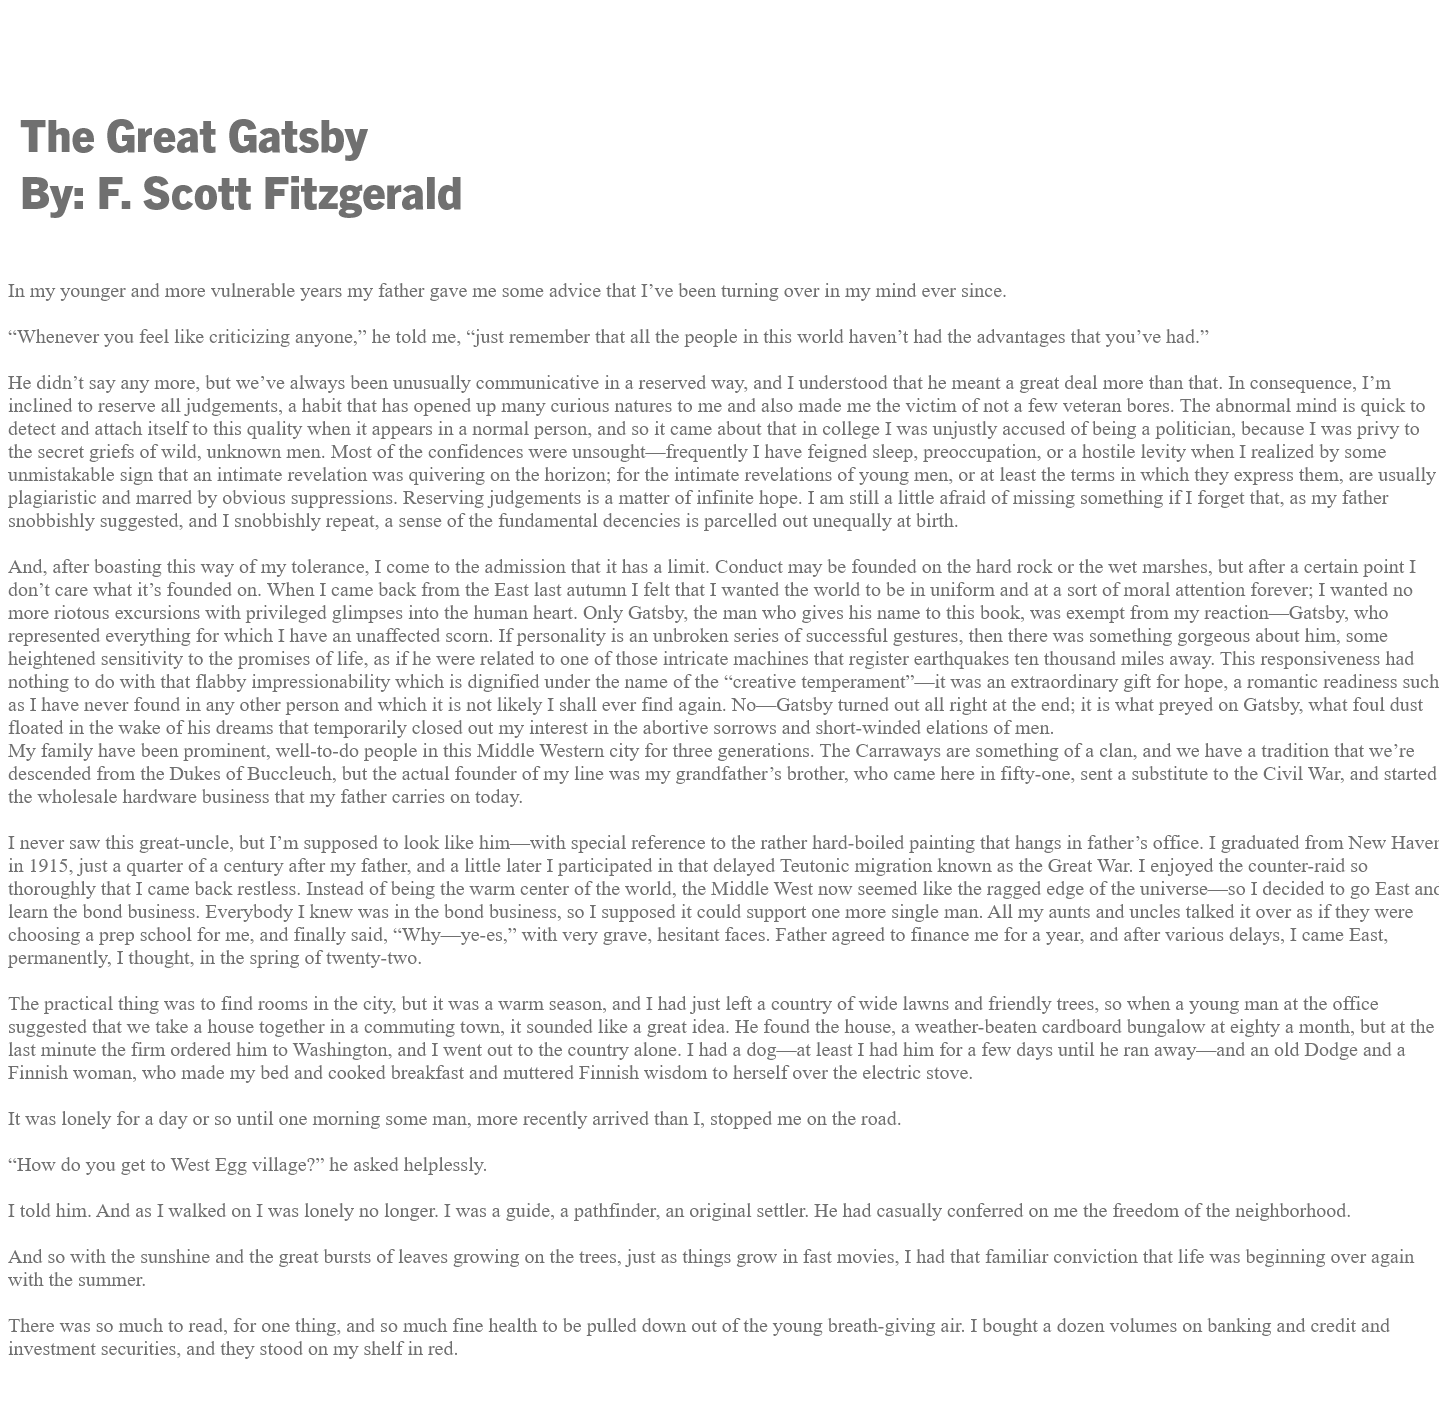 The Great Gatsby
By: F. Scott Fitzgerald
In my younger and more vulnerable years my father gave me some advice that I’ve been turning over in my mind ever since.
“Whenever you feel like criticizing anyone,” he told me, “just remember that all the people in this world haven’t had the advantages that you’ve had.”
He didn’t say any more, but we’ve always been unusually communicative in a reserved way, and I understood that he meant a great deal more than that. In consequence, I’m
inclined to reserve all judgements, a habit that has opened up many curious natures to me and also made me the victim of not a few veteran bores. The abnormal mind is quick to
detect and attach itself to this quality when it appears in a normal person, and so it came about that in college I was unjustly accused of being a politician, because I was privy to
the secret griefs of wild, unknown men. Most of the confidences were unsought—frequently I have feigned sleep, preoccupation, or a hostile levity when I realized by some
unmistakable sign that an intimate revelation was quivering on the horizon; for the intimate revelations of young men, or at least the terms in which they express them, are usually
plagiaristic and marred by obvious suppressions. Reserving judgements is a matter of infinite hope. I am still a little afraid of missing something if I forget that, as my father
snobbishly suggested, and I snobbishly repeat, a sense of the fundamental decencies is parcelled out unequally at birth.
And, after boasting this way of my tolerance, I come to the admission that it has a limit. Conduct may be founded on the hard rock or the wet marshes, but after a certain point I
don’t care what it’s founded on. When I came back from the East last autumn I felt that I wanted the world to be in uniform and at a sort of moral attention forever; I wanted no
more riotous excursions with privileged glimpses into the human heart. Only Gatsby, the man who gives his name to this book, was exempt from my reaction—Gatsby, who
represented everything for which I have an unaffected scorn. If personality is an unbroken series of successful gestures, then there was something gorgeous about him, some
heightened sensitivity to the promises of life, as if he were related to one of those intricate machines that register earthquakes ten thousand miles away. This responsiveness had
nothing to do with that flabby impressionability which is dignified under the name of the “creative temperament”—it was an extraordinary gift for hope, a romantic readiness such
as I have never found in any other person and which it is not likely I shall ever find again. No—Gatsby turned out all right at the end; it is what preyed on Gatsby, what foul dust
floated in the wake of his dreams that temporarily closed out my interest in the abortive sorrows and short-winded elations of men.
My family have been prominent, well-to-do people in this Middle Western city for three generations. The Carraways are something of a clan, and we have a tradition that we’re
descended from the Dukes of Buccleuch, but the actual founder of my line was my grandfather’s brother, who came here in fifty-one, sent a substitute to the Civil War, and started
the wholesale hardware business that my father carries on today.
I never saw this great-uncle, but I’m supposed to look like him—with special reference to the rather hard-boiled painting that hangs in father’s office. I graduated from New Haven
in 1915, just a quarter of a century after my father, and a little later I participated in that delayed Teutonic migration known as the Great War. I enjoyed the counter-raid so
thoroughly that I came back restless. Instead of being the warm center of the world, the Middle West now seemed like the ragged edge of the universe—so I decided to go East and
learn the bond business. Everybody I knew was in the bond business, so I supposed it could support one more single man. All my aunts and uncles talked it over as if they were
choosing a prep school for me, and finally said, “Why—ye-es,” with very grave, hesitant faces. Father agreed to finance me for a year, and after various delays, I came East,
permanently, I thought, in the spring of twenty-two.
The practical thing was to find rooms in the city, but it was a warm season, and I had just left a country of wide lawns and friendly trees, so when a young man at the office
suggested that we take a house together in a commuting town, it sounded like a great idea. He found the house, a weather-beaten cardboard bungalow at eighty a month, but at the
last minute the firm ordered him to Washington, and I went out to the country alone. I had a dog—at least I had him for a few days until he ran away—and an old Dodge and a
Finnish woman, who made my bed and cooked breakfast and muttered Finnish wisdom to herself over the electric stove.
It was lonely for a day or so until one morning some man, more recently arrived than I, stopped me on the road.
“How do you get to West Egg village?” he asked helplessly.
I told him. And as I walked on I was lonely no longer. I was a guide, a pathfinder, an original settler. He had casually conferred on me the freedom of the neighborhood.
And so with the sunshine and the great bursts of leaves growing on the trees, just as things grow in fast movies, I had that familiar conviction that life was beginning over again
with the summer.
There was so much to read, for one thing, and so much fine health to be pulled down out of the young breath-giving air. I bought a dozen volumes on banking and credit and
investment securities, and they stood on my shelf in red.